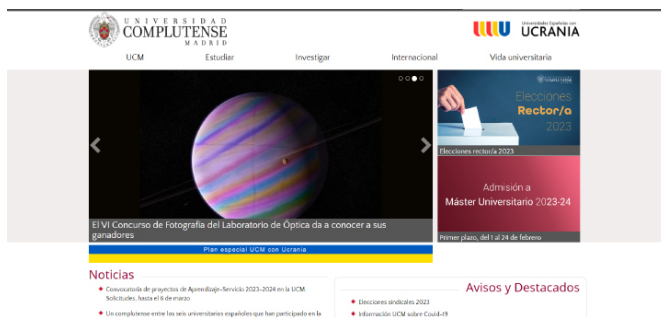 UNIVERSIDAD
COMPLUTENSE
MADRID
Universidades Españolas con
UCRANIA
UCM
Estudiar
Investigar
Internacional
Vida universitaria
El VI Concurso de Fotografía del Laboratorio de Óptica da a conocer a sus
ganadores
Elecciones
Rector/a
2023
Elecciones rector/a 2023
Admisión a
Máster Universitario 2023-24
Primer plazo, del 1 al 24 de febrero
Plan especial UCM con Ucrania
Noticias
Convocatoria de proyectos de Aprendizaje-Servicio 2023-2024 en la UCM
Solicitudes, hasta el 6 de marzo
Un complutense entre los seis universitarios españoles que han participado en la
Avisos y Destacados
Elecciones sindicales 2023
Información UCM sobre Covid-19